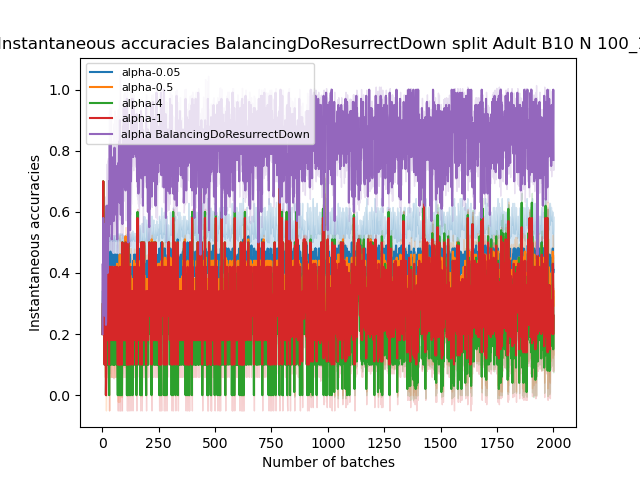 Instantaneous accuracies BalancingDoResurrectDown split Adult B10 N 100_
alpha-0.05
alpha-0.5
alpha-4
alpha-1
alpha BalancingDoResurrectDown
Instantaneous accuracies
1.0
0.8
0.6
0.4
0.2
0.0
0 250 500 750 1000 1250 1500 1750 2000
Number of batches